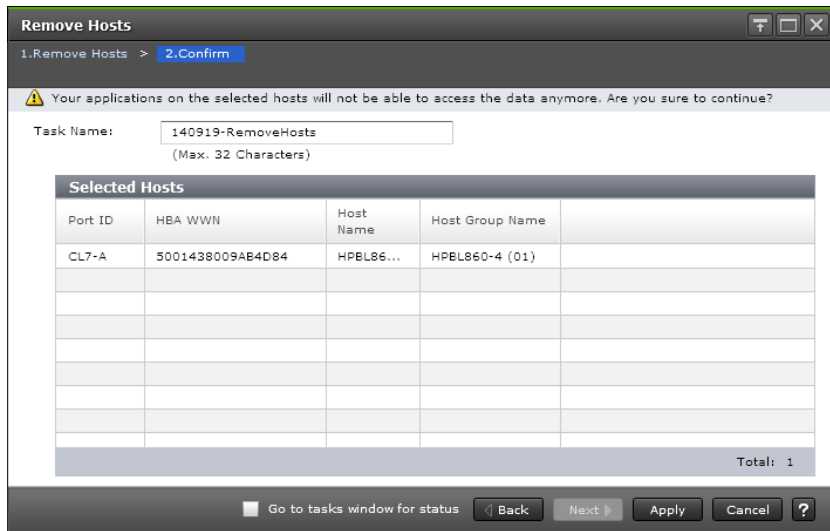 Remove Hosts
1.Remove Hosts > 2.Confirm
Your applications on the selected hosts will not be able to access the data anymore. Are you sure to continue?
Task Name: 140919-RemoveHosts
(Max. 32 Characters)
Selected Hosts
Port ID HBA WWN Host Name Host Group Name
CL7-A 5001438009AB4D84 HPBL86... HPBL860-4 (01)
Total: 1
Go to tasks window for status Back Next Apply Cancel ?